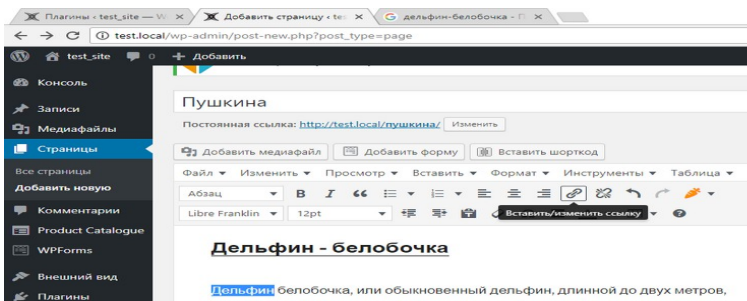 Плагины ‹ test_site — W
Добавить страницу ‹ tes
дельфин-белобочка - П
test.local/wp-admin/post-new.php?post_type=page
test_site 0 + Добавить
Консоль
Записи
Медиафайлы
Страницы
Все страницы
Добавить новую
Комментарии
Product Catalogue
WPForms
Внешний вид
Плагины
Пушкина
Постоянная ссылка: http://test.local/пушкина/ Изменить
Добавить медиафайл Добавить форму Вставить шорткод
Файл Изменить Просмотр Вставить Формат Инструменты Таблица
Абзац B I
Libre Franklin 12pt Вставить/изменить ссылку
Дельфин - белобочка
Дельфин белобочка, или обыкновенный дельфин, длинной до двух метров,